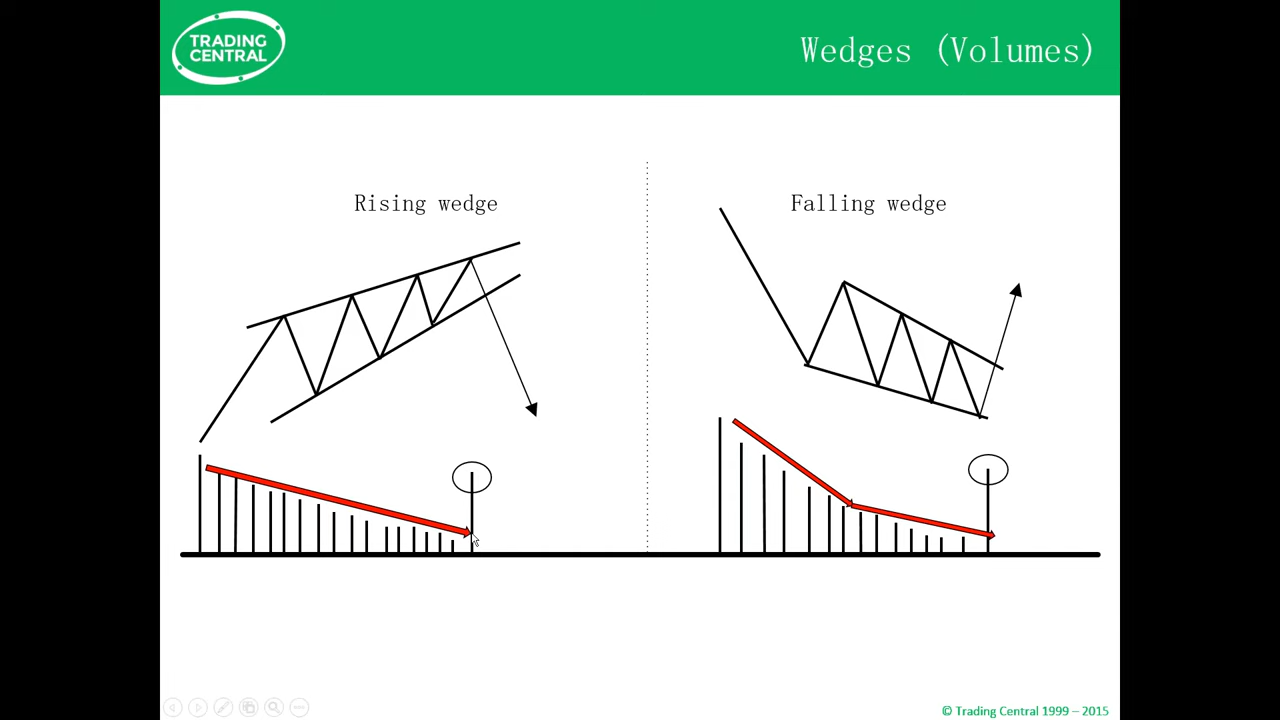 TRADING
CENTRAL
Wedges (Volumes)
Rising wedge
Falling wedge
© Trading Central 1999 – 2015